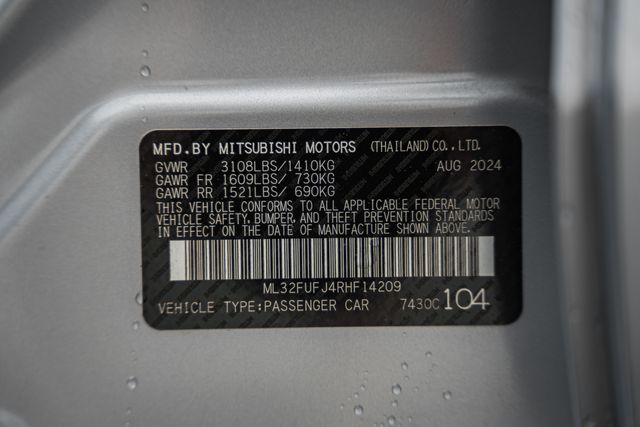 MFD.BY MITSUBISHI MOTORS (THAILAND)CO.,LTD.
GVWR 3108LBS/1410KG AUG 2024
GAWR FR 1609LBS/ 730KG
GAWR RR 1521LBS/ 690KG
THIS VEHICLE CONFORMS TO ALL APPLICABLE FEDERAL MOTOR
VEHICLE SAFETY, BUMPER, AND THEFT PREVENTION STANDARDS
IN EFFECT ON THE DATE OF MANUFACTURE SHOWN ABOVE.
ML32FUFJ4RHF14209
VEHICLE TYPE:PASSENGER CAR 7430C 104